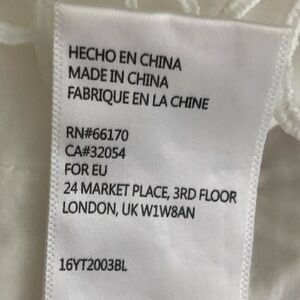 HECHO EN CHINA
MADE IN CHINA
FABRIQUE EN LA CHINE
RN#66170
CA#32054
FOR EU
24 MARKET PLACE, 3RD FLOOR
LONDON, UK W1W8AN
16YT2003BL